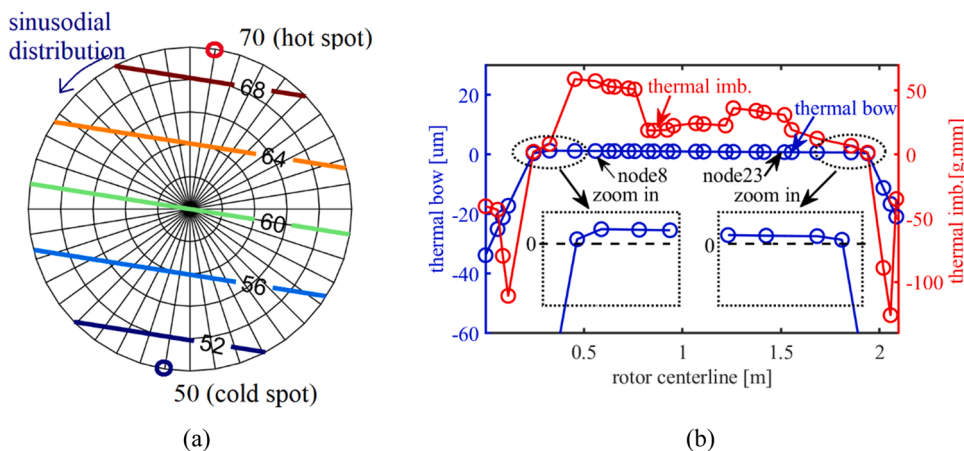 sinusodial
distribution
70 (hot spot)
68
64
60
56
52
50 (cold spot)
(a)
thermal bow [um]
20
0
-20
-40
-60
thermal imb.
thermal bow
node8
node23
zoom in
zoom in
0
0
0.5
1
1.5
2
rotor centerline [m]
50
0
-50
-100
thermal imb.[g.mm]
(b)